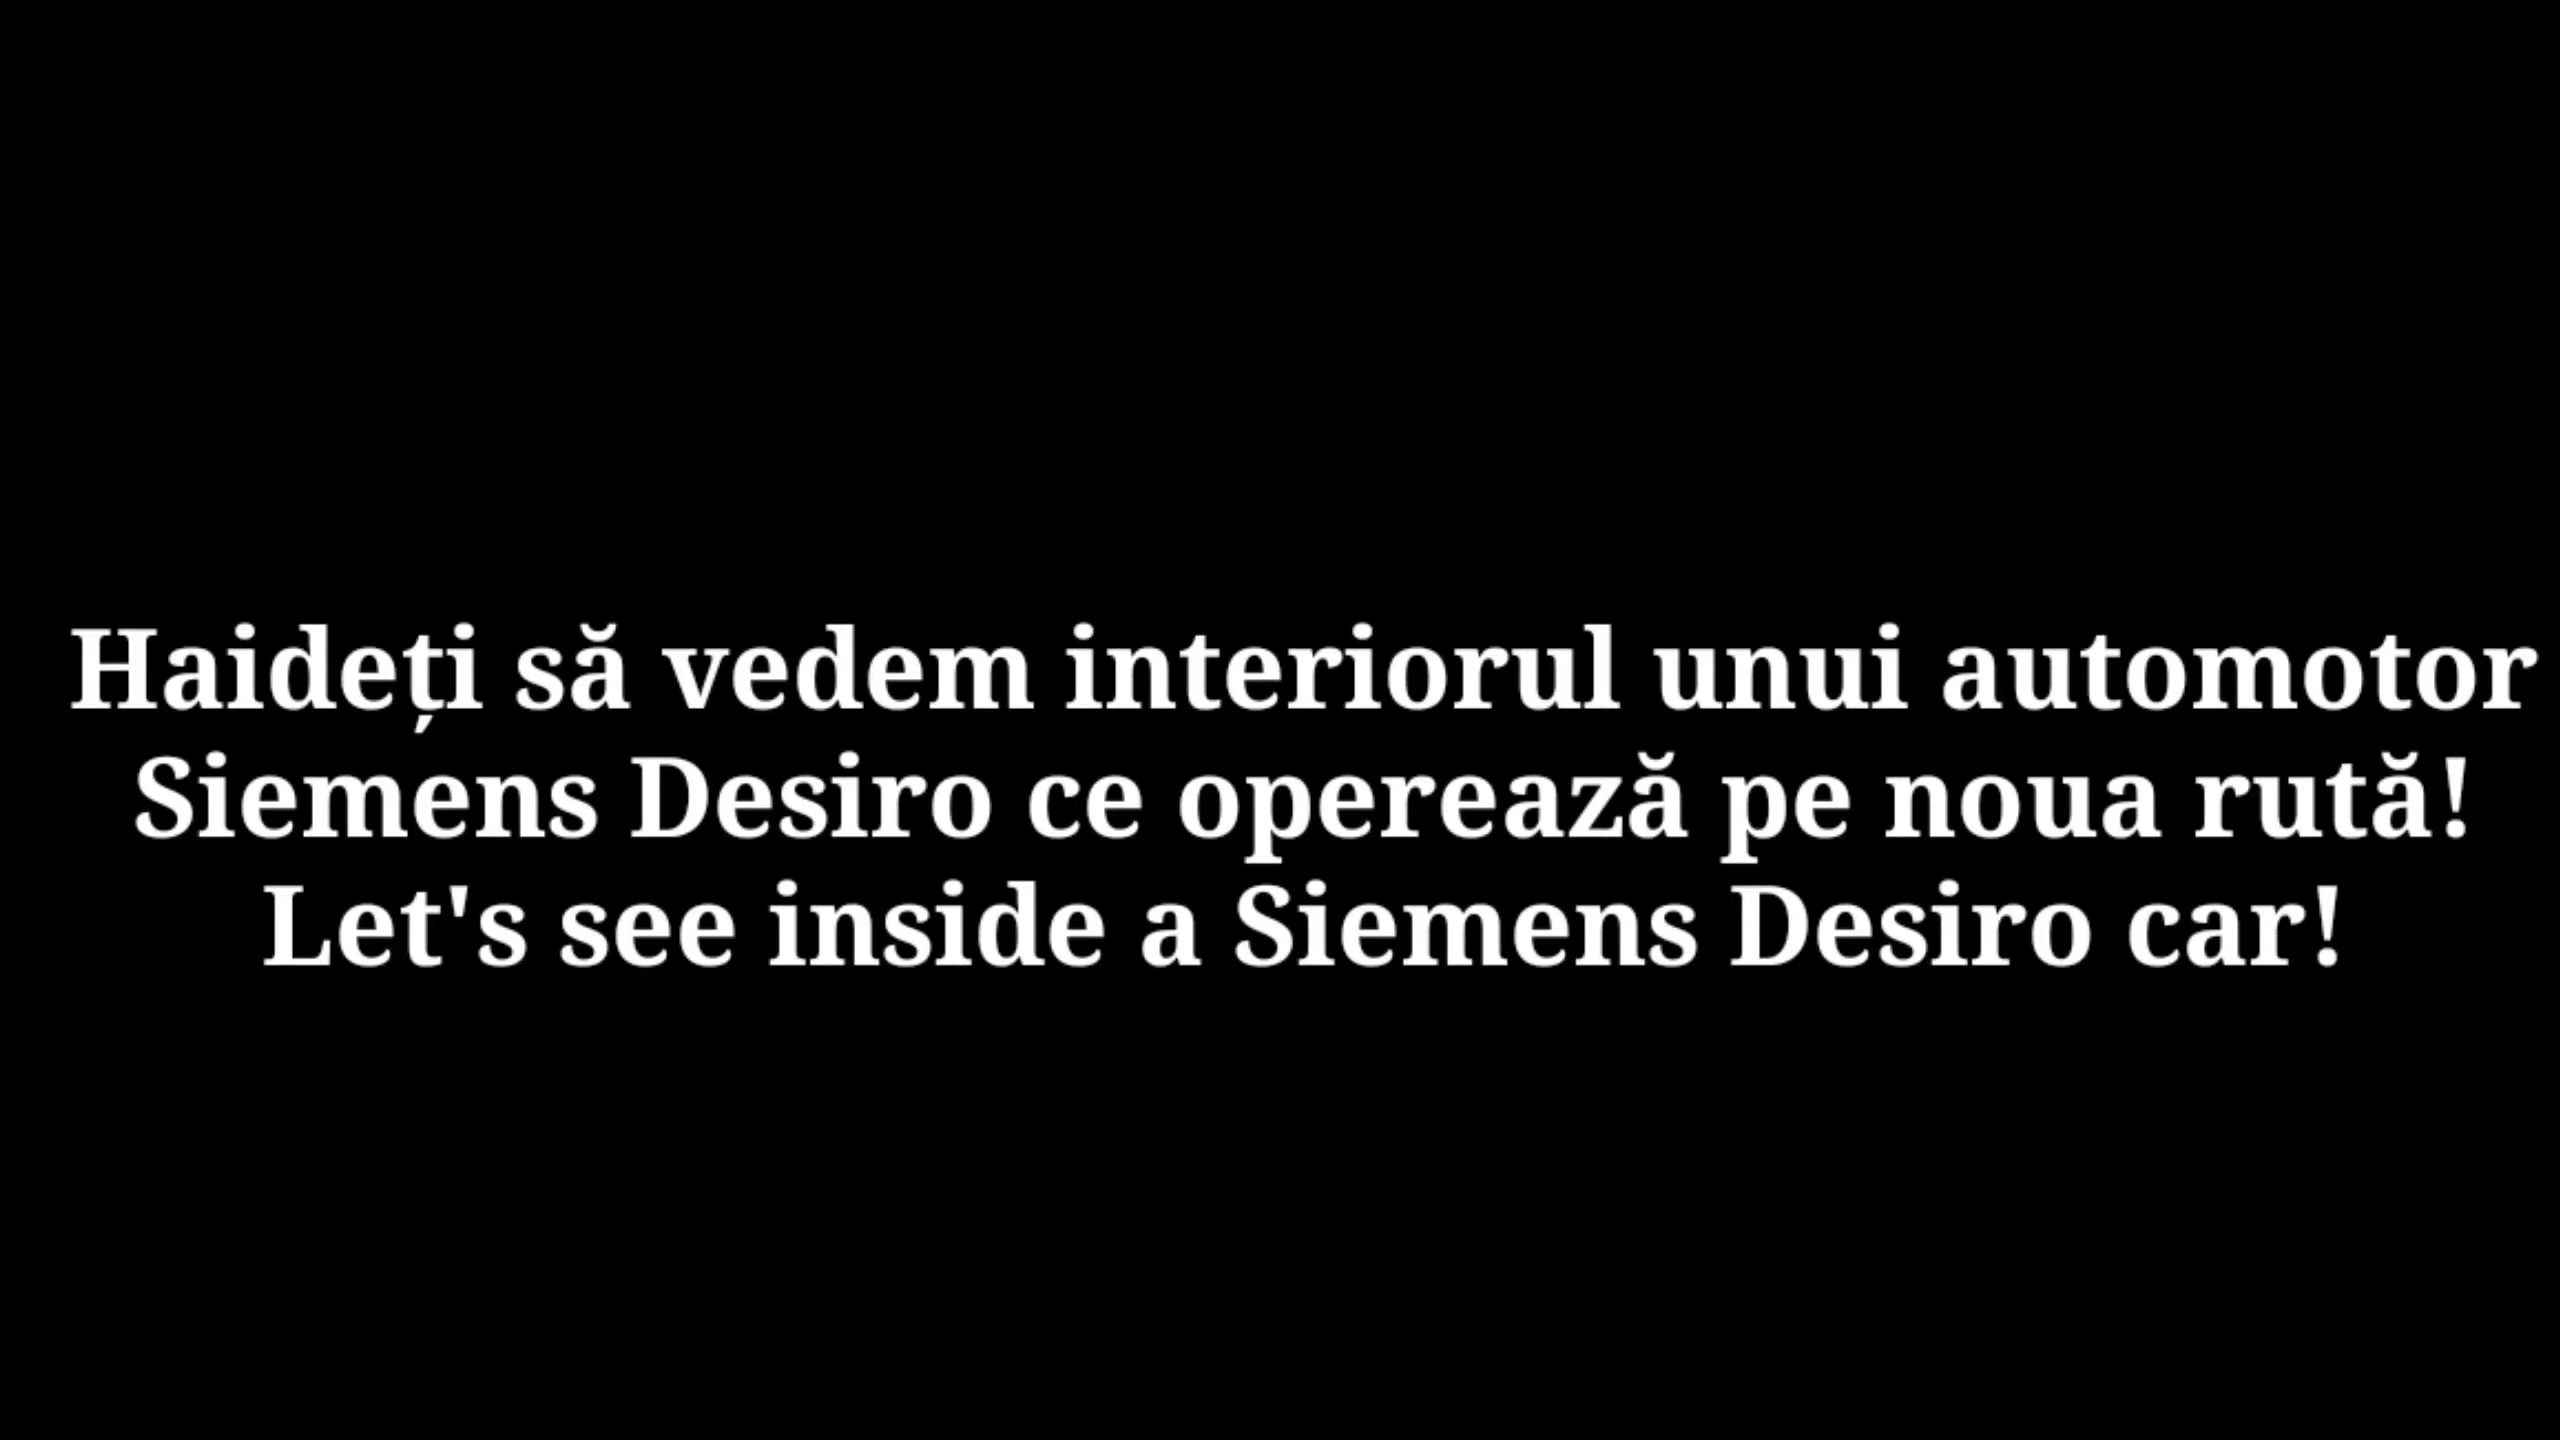 Haideți să vedem interiorul unui automotor
Siemens Desiro ce operează pe noua rută!
Let's see inside a Siemens Desiro car!